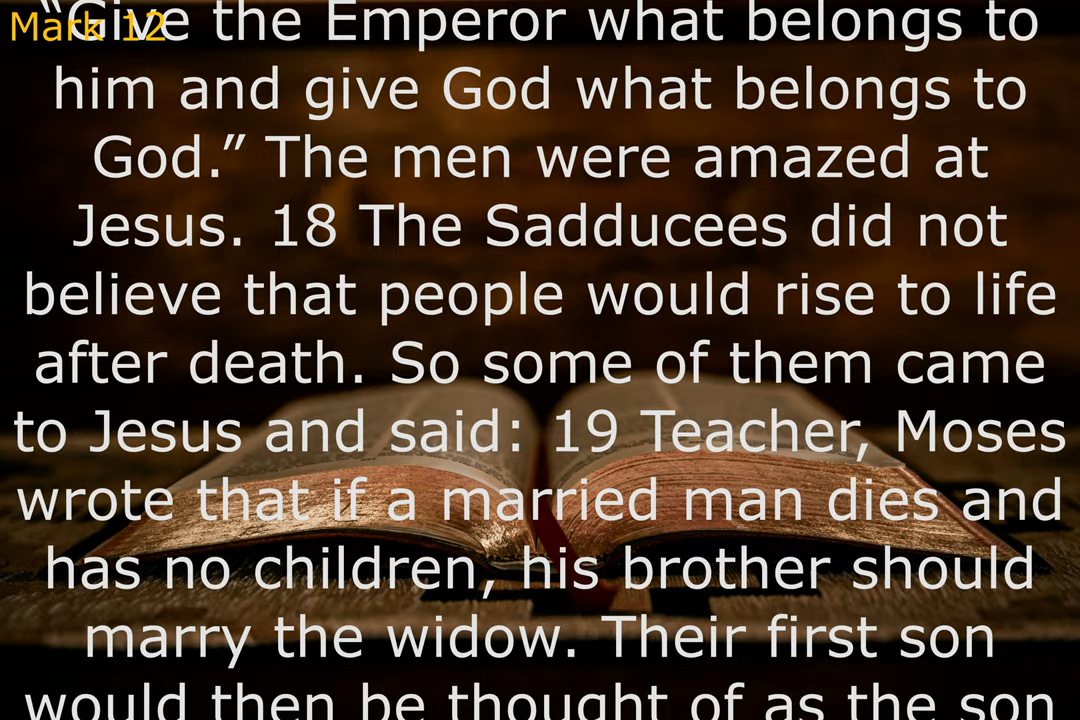 Mark 12
“Give the Emperor what belongs to
him and give God what belongs to
God.” The men were amazed at
Jesus. 18 The Sadducees did not
believe that people would rise to life
after death. So some of them came
to Jesus and said: 19 Teacher, Moses
wrote that if a married man dies and
has no children, his brother should
marry the widow. Their first son
would then be thought of as the son